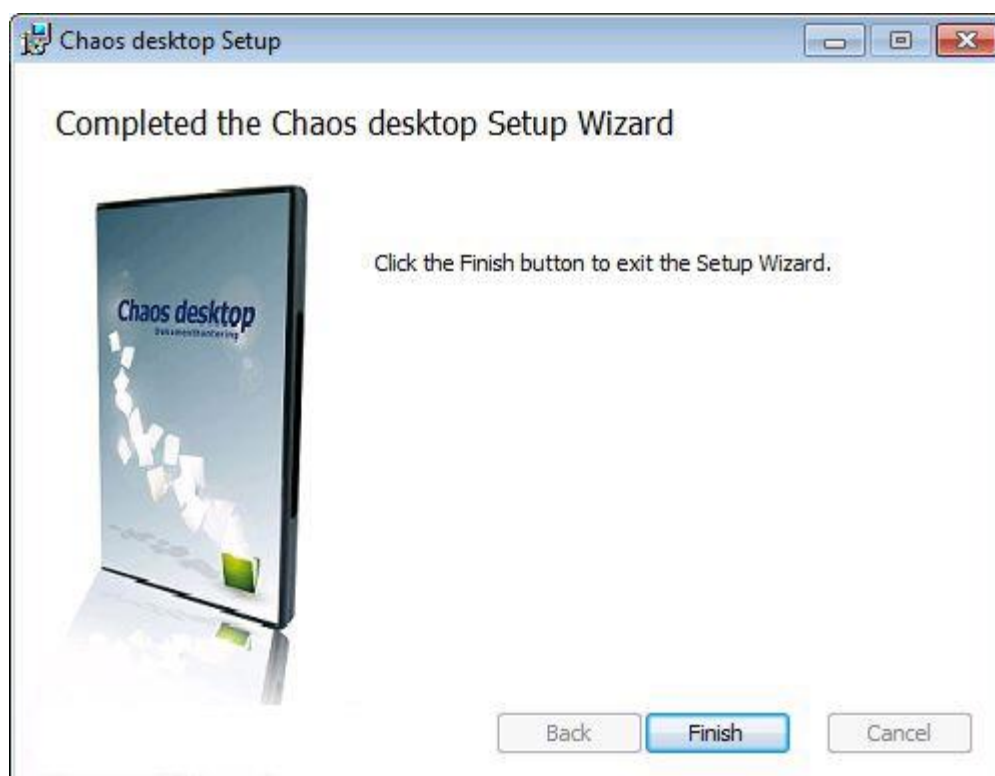 Chaos desktop Setup
Completed the Chaos desktop Setup Wizard
Click the Finish button to exit the Setup Wizard.
Chaos desktop
Dokumenthantering
Back
Finish
Cancel